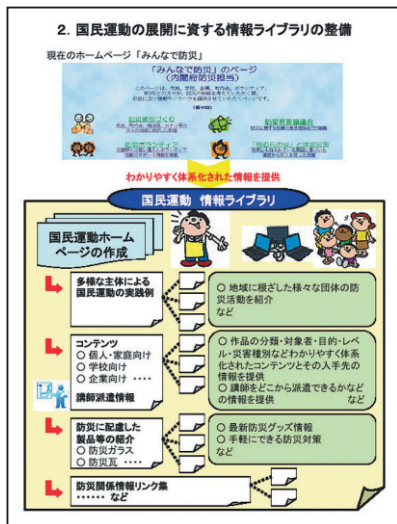 2．国民運動の展開に資する情報ライブラリの整備
現在のホームページ「みんなで防災」
「みんなで防災」のページ
（内閣府防災担当）
わかりやすく体系化された情報を提供
国民運動 情報ライブラリ
国民運動ホーム
ページの作成
多様な主体による
国民運動の実践例
○ 地域に根ざした様々な団体の防
災活動を紹介
など
コンテンツ
○ 個人・家庭向け
○ 学校向け
○ 企業向け ････
講師派遣情報
○ 作品の分類・対象者・目的・レベ
ル・災害種別などわかりやすく体系
化されたコンテンツとその入手先の
情報を提供
○ 講師をどこから派遣できるかなど
の情報を提供 など
防災に配慮した
製品等の紹介
○ 防災ガラス
○ 防災瓦 ････
○ 最新防災グッズ情報
○ 手軽にできる防災対策
など
防災関係情報リンク集
･･････ など